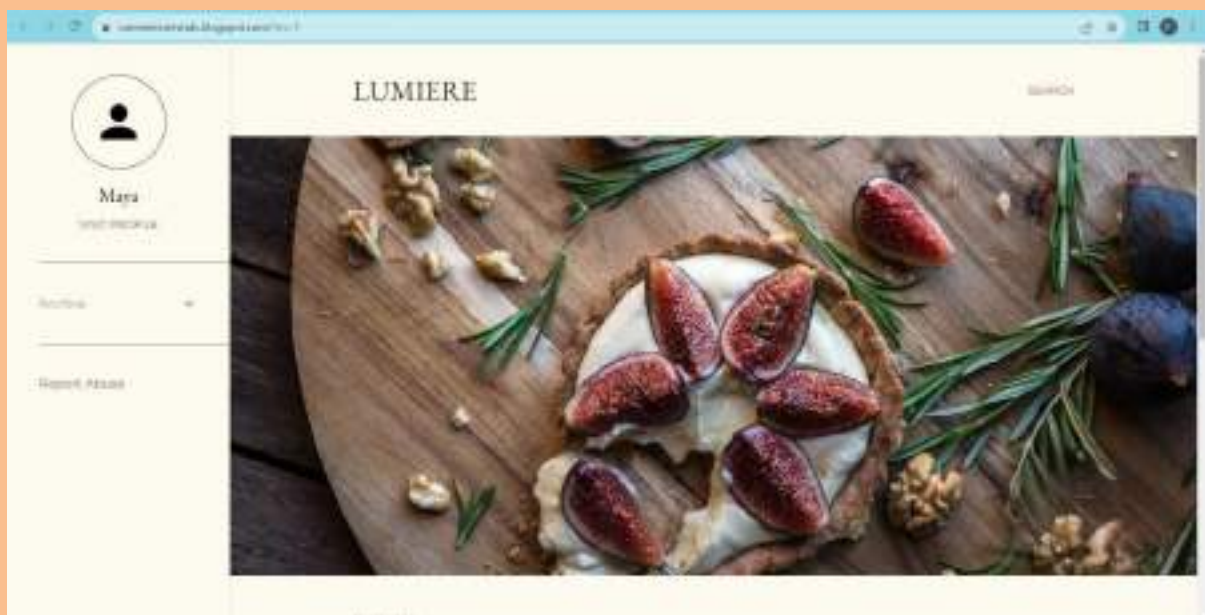 LUMIERE
SEARCH
Maya
VISIT PROFILE
Archive
Report Abuse